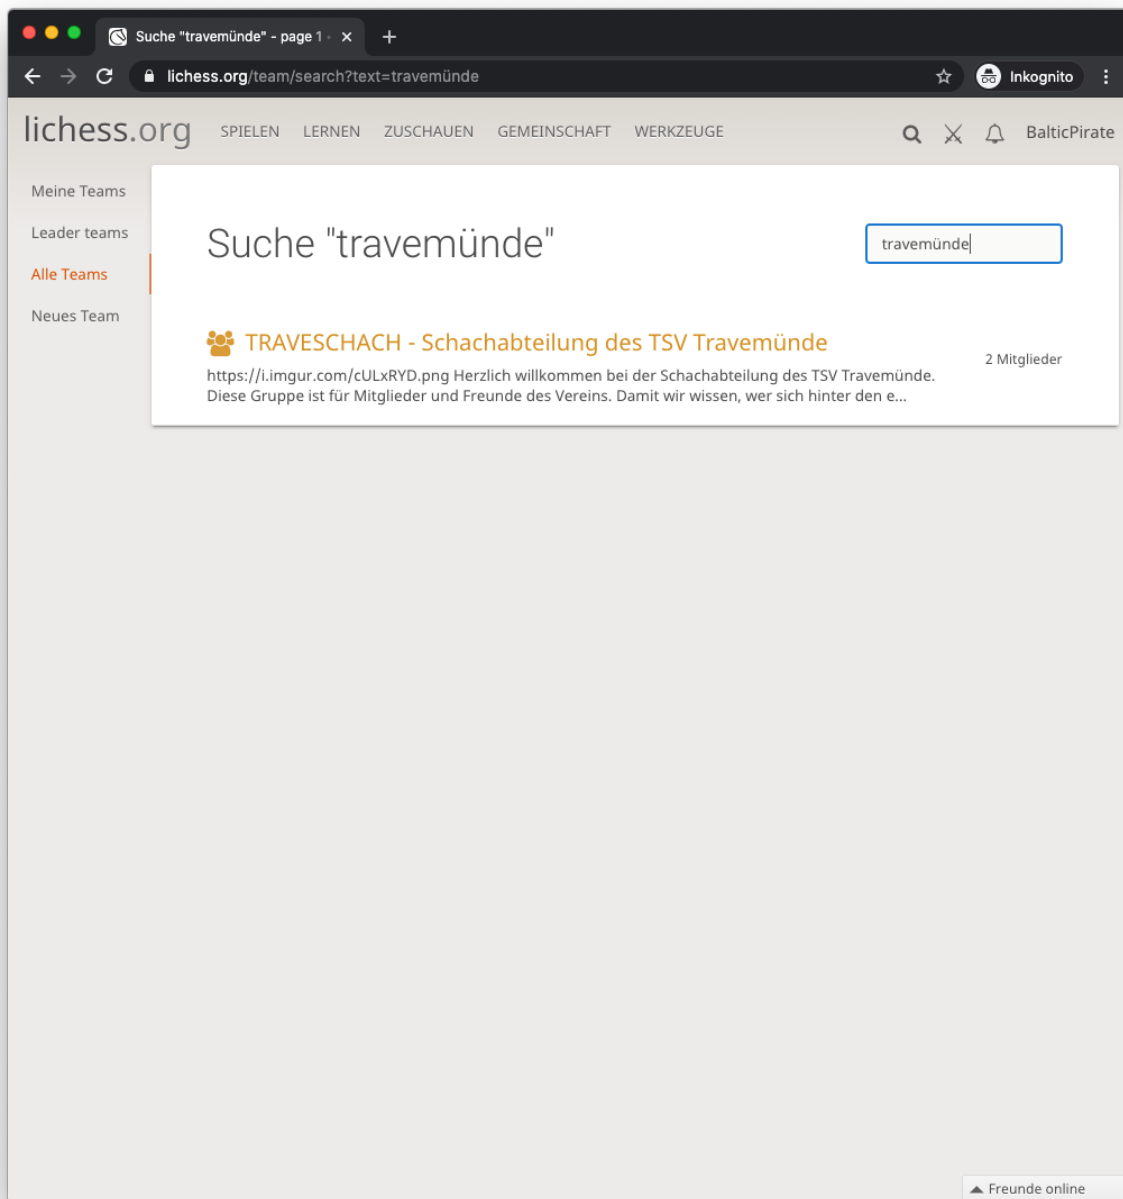 Suche "travemünde" - page 1
lichess.org/team/search?text=travemünde
Inkognito
lichess.org SPIELEN LERNEN ZUSCHAUEN GEMEINSCHAFT WERKZEUGE BalticPirate
Meine Teams
Leader teams
Alle Teams
Neues Team
Suche "travemünde"
travemünde
TRAVESCHACH - Schachabteilung des TSV Travemünde
2 Mitglieder
https://i.imgur.com/cULxRYD.png Herzlich willkommen bei der Schachabteilung des TSV Travemünde.
Diese Gruppe ist für Mitglieder und Freunde des Vereins. Damit wir wissen, wer sich hinter den e...
Freunde online